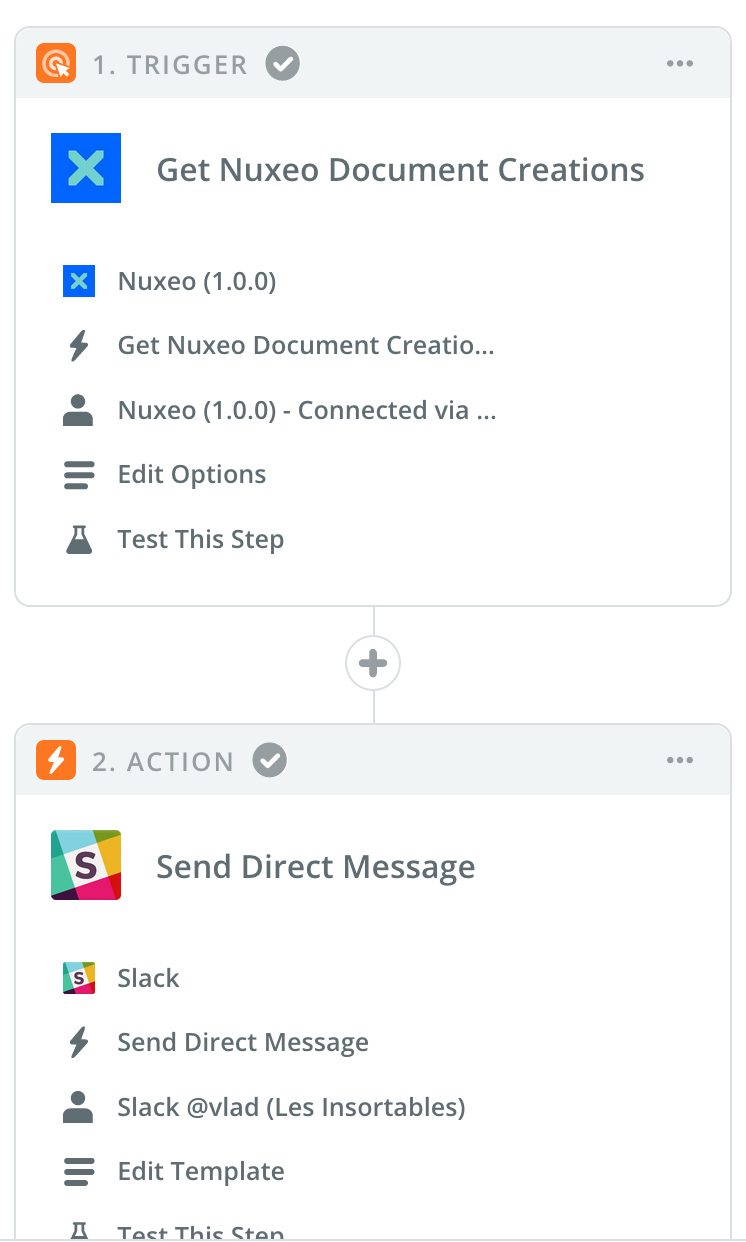 1. TRIGGER
Get Nuxeo Document Creations
Nuxeo (1.0.0)
Get Nuxeo Document Creatio...
Nuxeo (1.0.0) - Connected via ...
Edit Options
Test This Step
2. ACTION
S
Send Direct Message
S
Slack
Send Direct Message
Slack @vlad (Les Insortables)
Edit Template
Test This Step